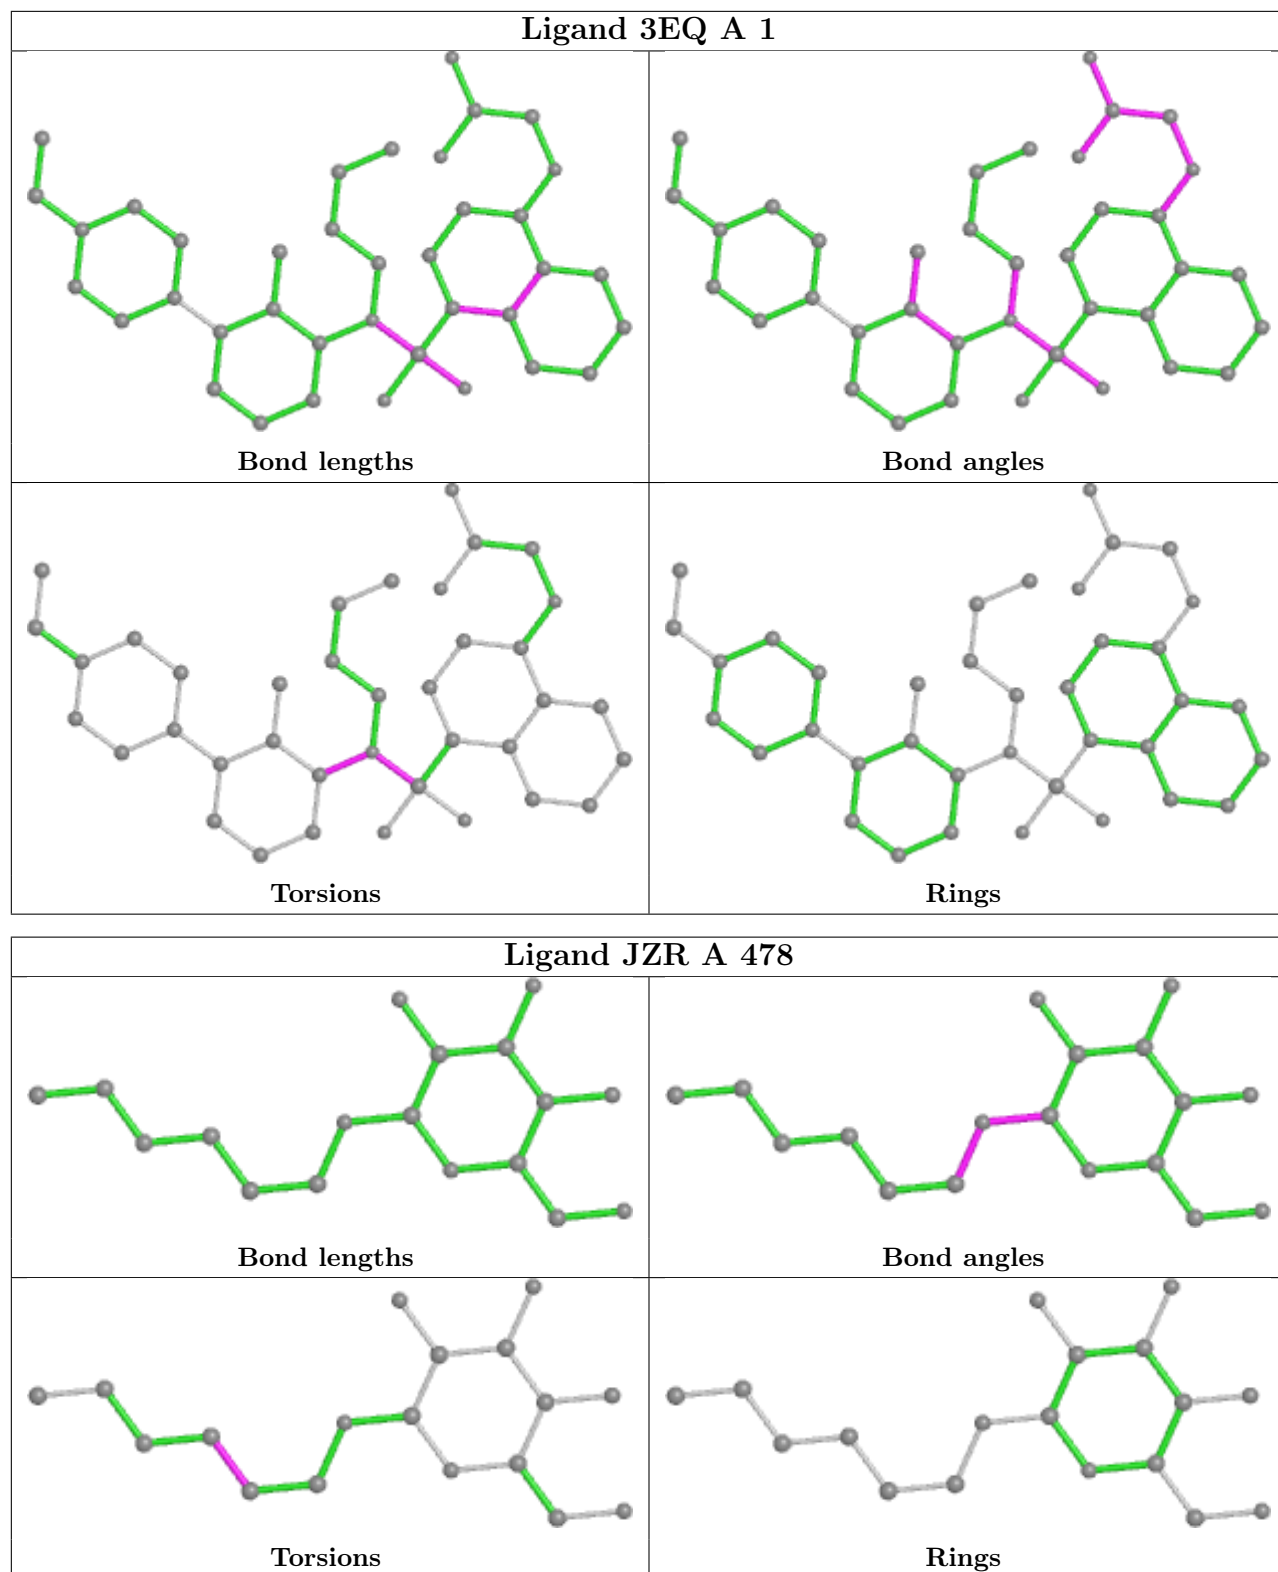 Ligand 3EQ A 1
Bond lengths
Bond angles
Torsions
Rings
Ligand JZR A 478
Bond lengths
Bond angles
Torsions
Rings